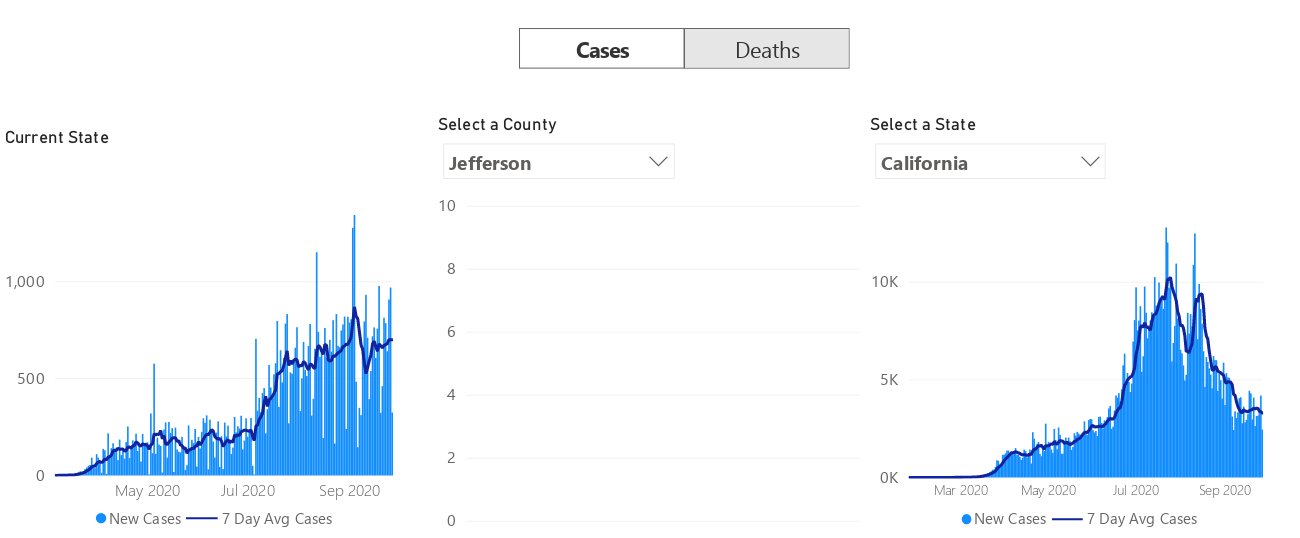 Cases
Deaths
Current State
Select a County
Select a State
Jefferson
California
1,000
500
0
May 2020
Jul 2020
Sep 2020
New Cases
7 Day Avg Cases
10
8
6
4
2
0
10K
5K
0K
Mar 2020
May 2020
Jul 2020
Sep 2020
New Cases
7 Day Avg Cases